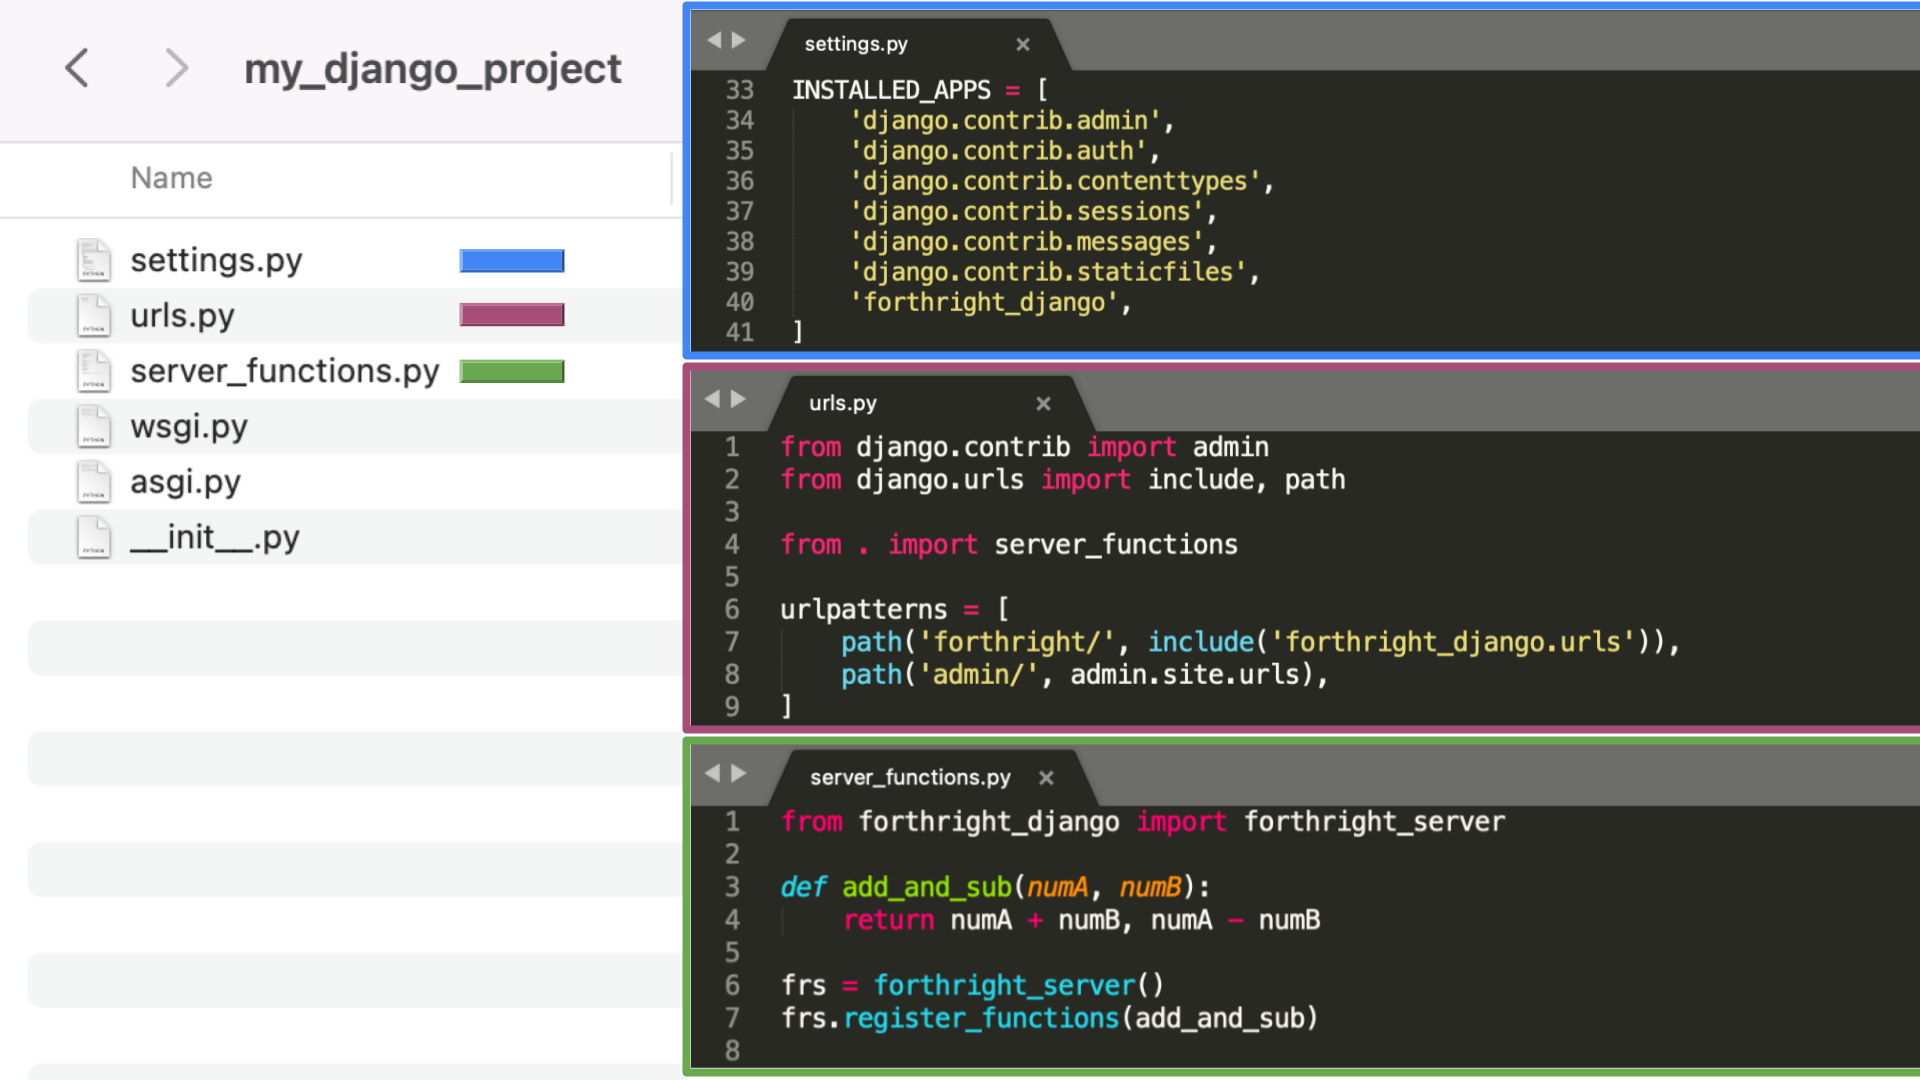 my_django_project
Name
settings.py
urls.py
server_functions.py
wsgi.py
asgi.py
__init__.py
settings.py ×
33 INSTALLED_APPS = [
34     'django.contrib.admin',
35     'django.contrib.auth',
36     'django.contrib.contenttypes',
37     'django.contrib.sessions',
38     'django.contrib.messages',
39     'django.contrib.staticfiles',
40     'forthright_django',
41 ]
urls.py ×
1 from django.contrib import admin
2 from django.urls import include, path
3
4 from . import server_functions
5
6 urlpatterns = [
7     path('forthright/', include('forthright_django.urls')),
8     path('admin/', admin.site.urls),
9 ]
server_functions.py ×
1 from forthright_django import forthright_server
2
3 def add_and_sub(numA, numB):
4     return numA + numB, numA - numB
5
6 frs = forthright_server()
7 frs.register_functions(add_and_sub)
8